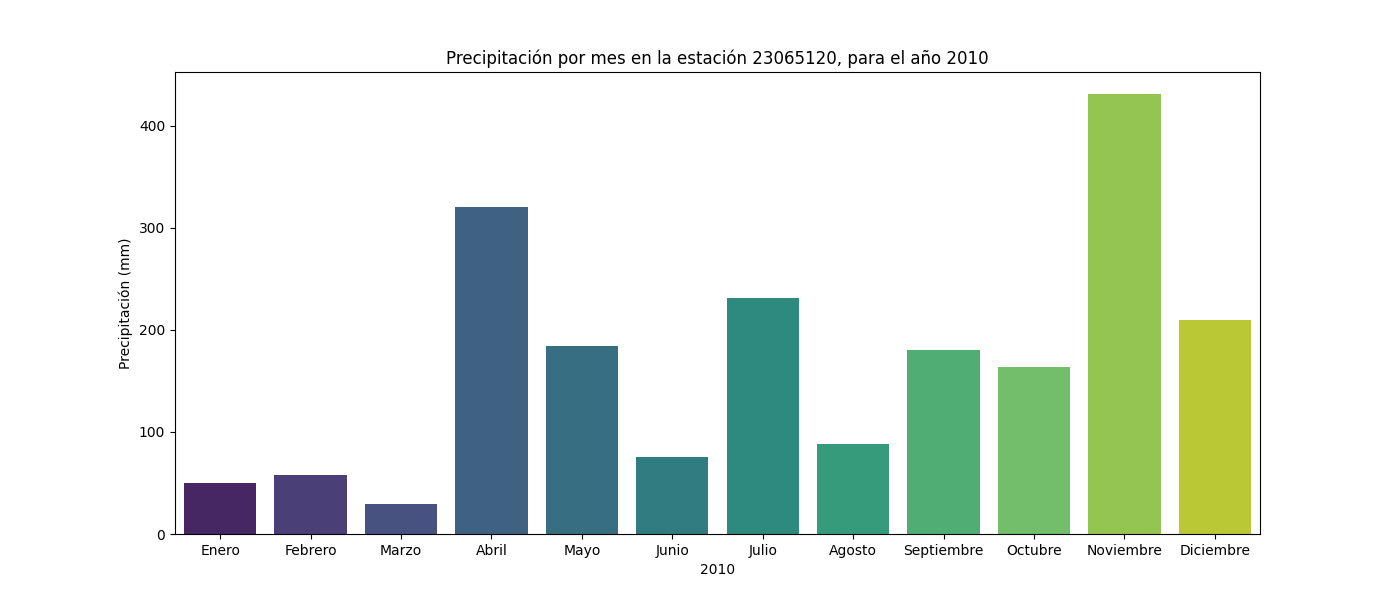 Precipitación por mes en la estación 23065120, para el año 2010
Precipitación (mm)
400
300
200
100
0
Enero Febrero Marzo Abril Mayo Junio Julio Agosto Septiembre Octubre Noviembre Diciembre
2010